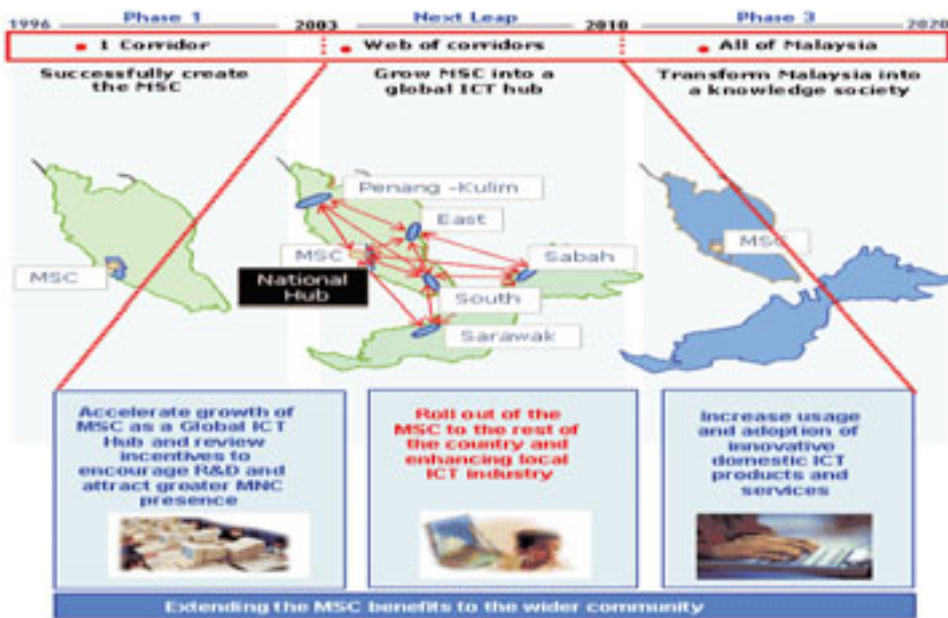 Phase 1
Next Leap
Phase 3
1996
2003
2010
2020
1 Corridor
Web of corridors
All of Malaysia
Successfully create
the MSC
Grow MSC into a
global ICT hub
Transform Malaysia into
a knowledge society
MSC
Penang -Kulim
East
MSC
National
Hub
Sabah
South
Sarawak
MSC
Accelerate growth of
MSC as a Global ICT
Hub and review
incentives to
encourage R&D and
attract greater MNC
presence
Roll out of the
MSC to the rest of
the country and
enhancing local
ICT industry
Increase usage
and adoption of
innovative
domestic ICT
products and
services
Extending the MSC benefits to the wider community